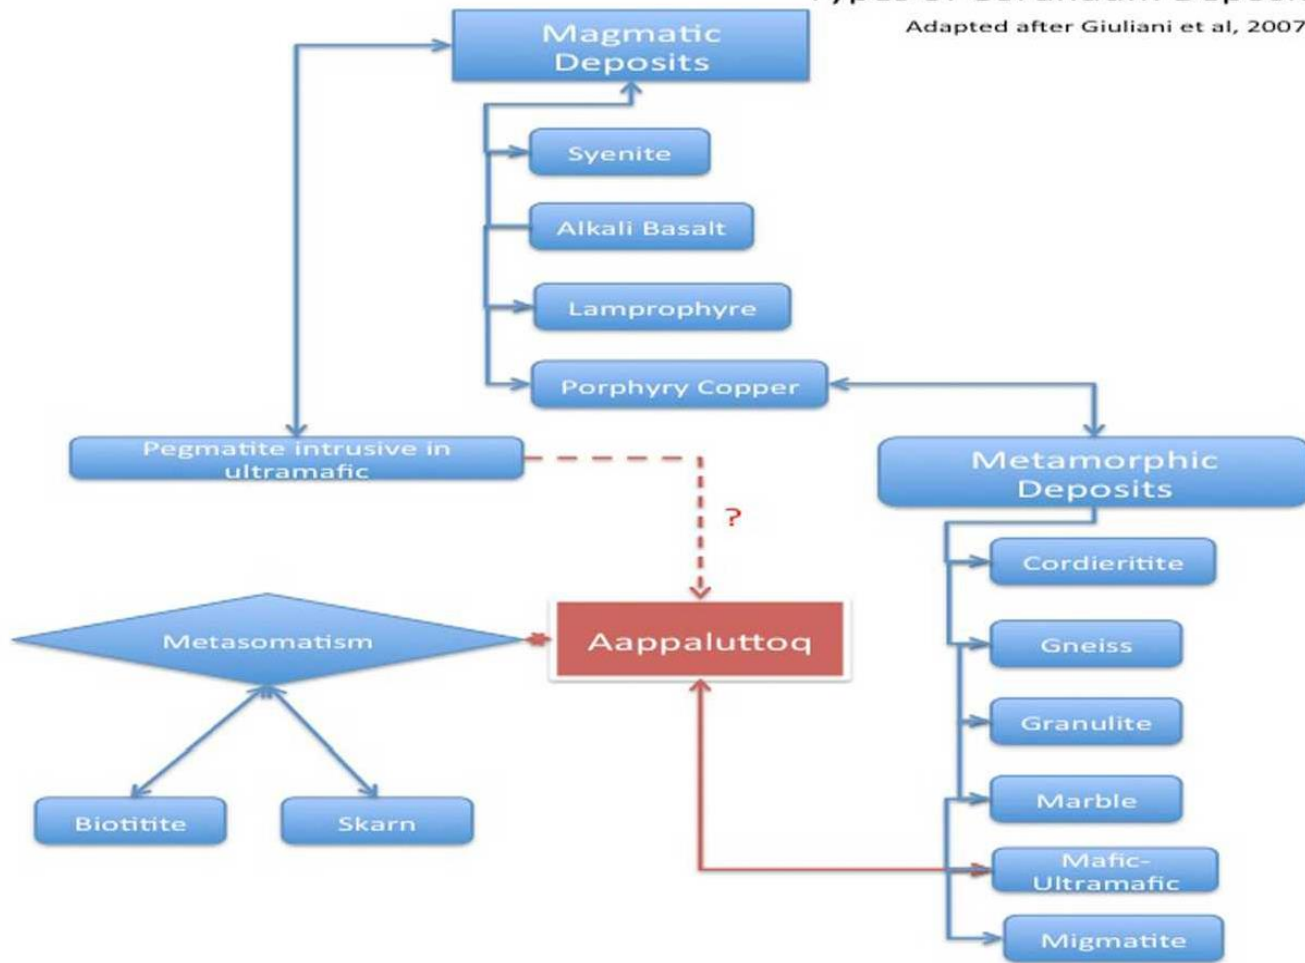 Adapted after Giuliani et al, 2007
Magmatic
Deposits
Syenite
Alkali Basalt
Lamprophyre
Porphyry Copper
Pegmatite intrusive in
ultramafic
Metamorphic
Deposits
?
Cordieritite
Metasomatism
Aappaluttoq
Gneiss
Granulite
Marble
Biotitite
Skarn
Mafic-
Ultramafic
Migmatite